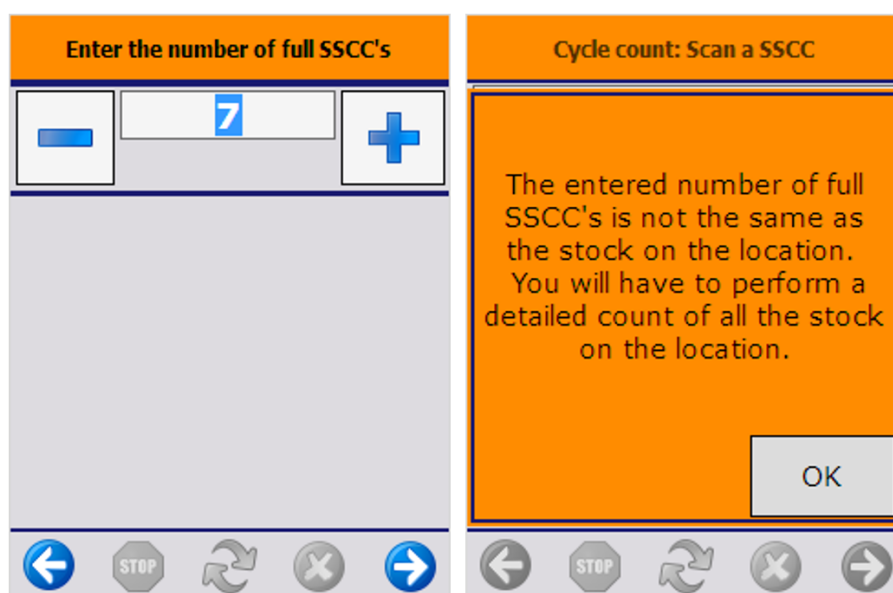 Enter the number of full SSCC's
7
STOP
Cycle count: Scan a SSCC
The entered number of full
SSCC's is not the same as
the stock on the location.
You will have to perform a
detailed count of all the stock
on the location.
OK
STOP